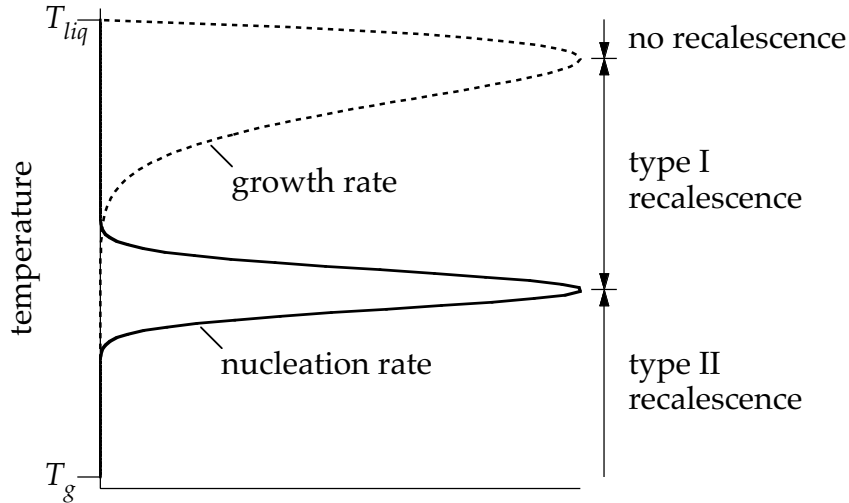 T_liq
no recalescence
type I
recalescence
growth rate
temperature
nucleation rate
type II
recalescence
T_g